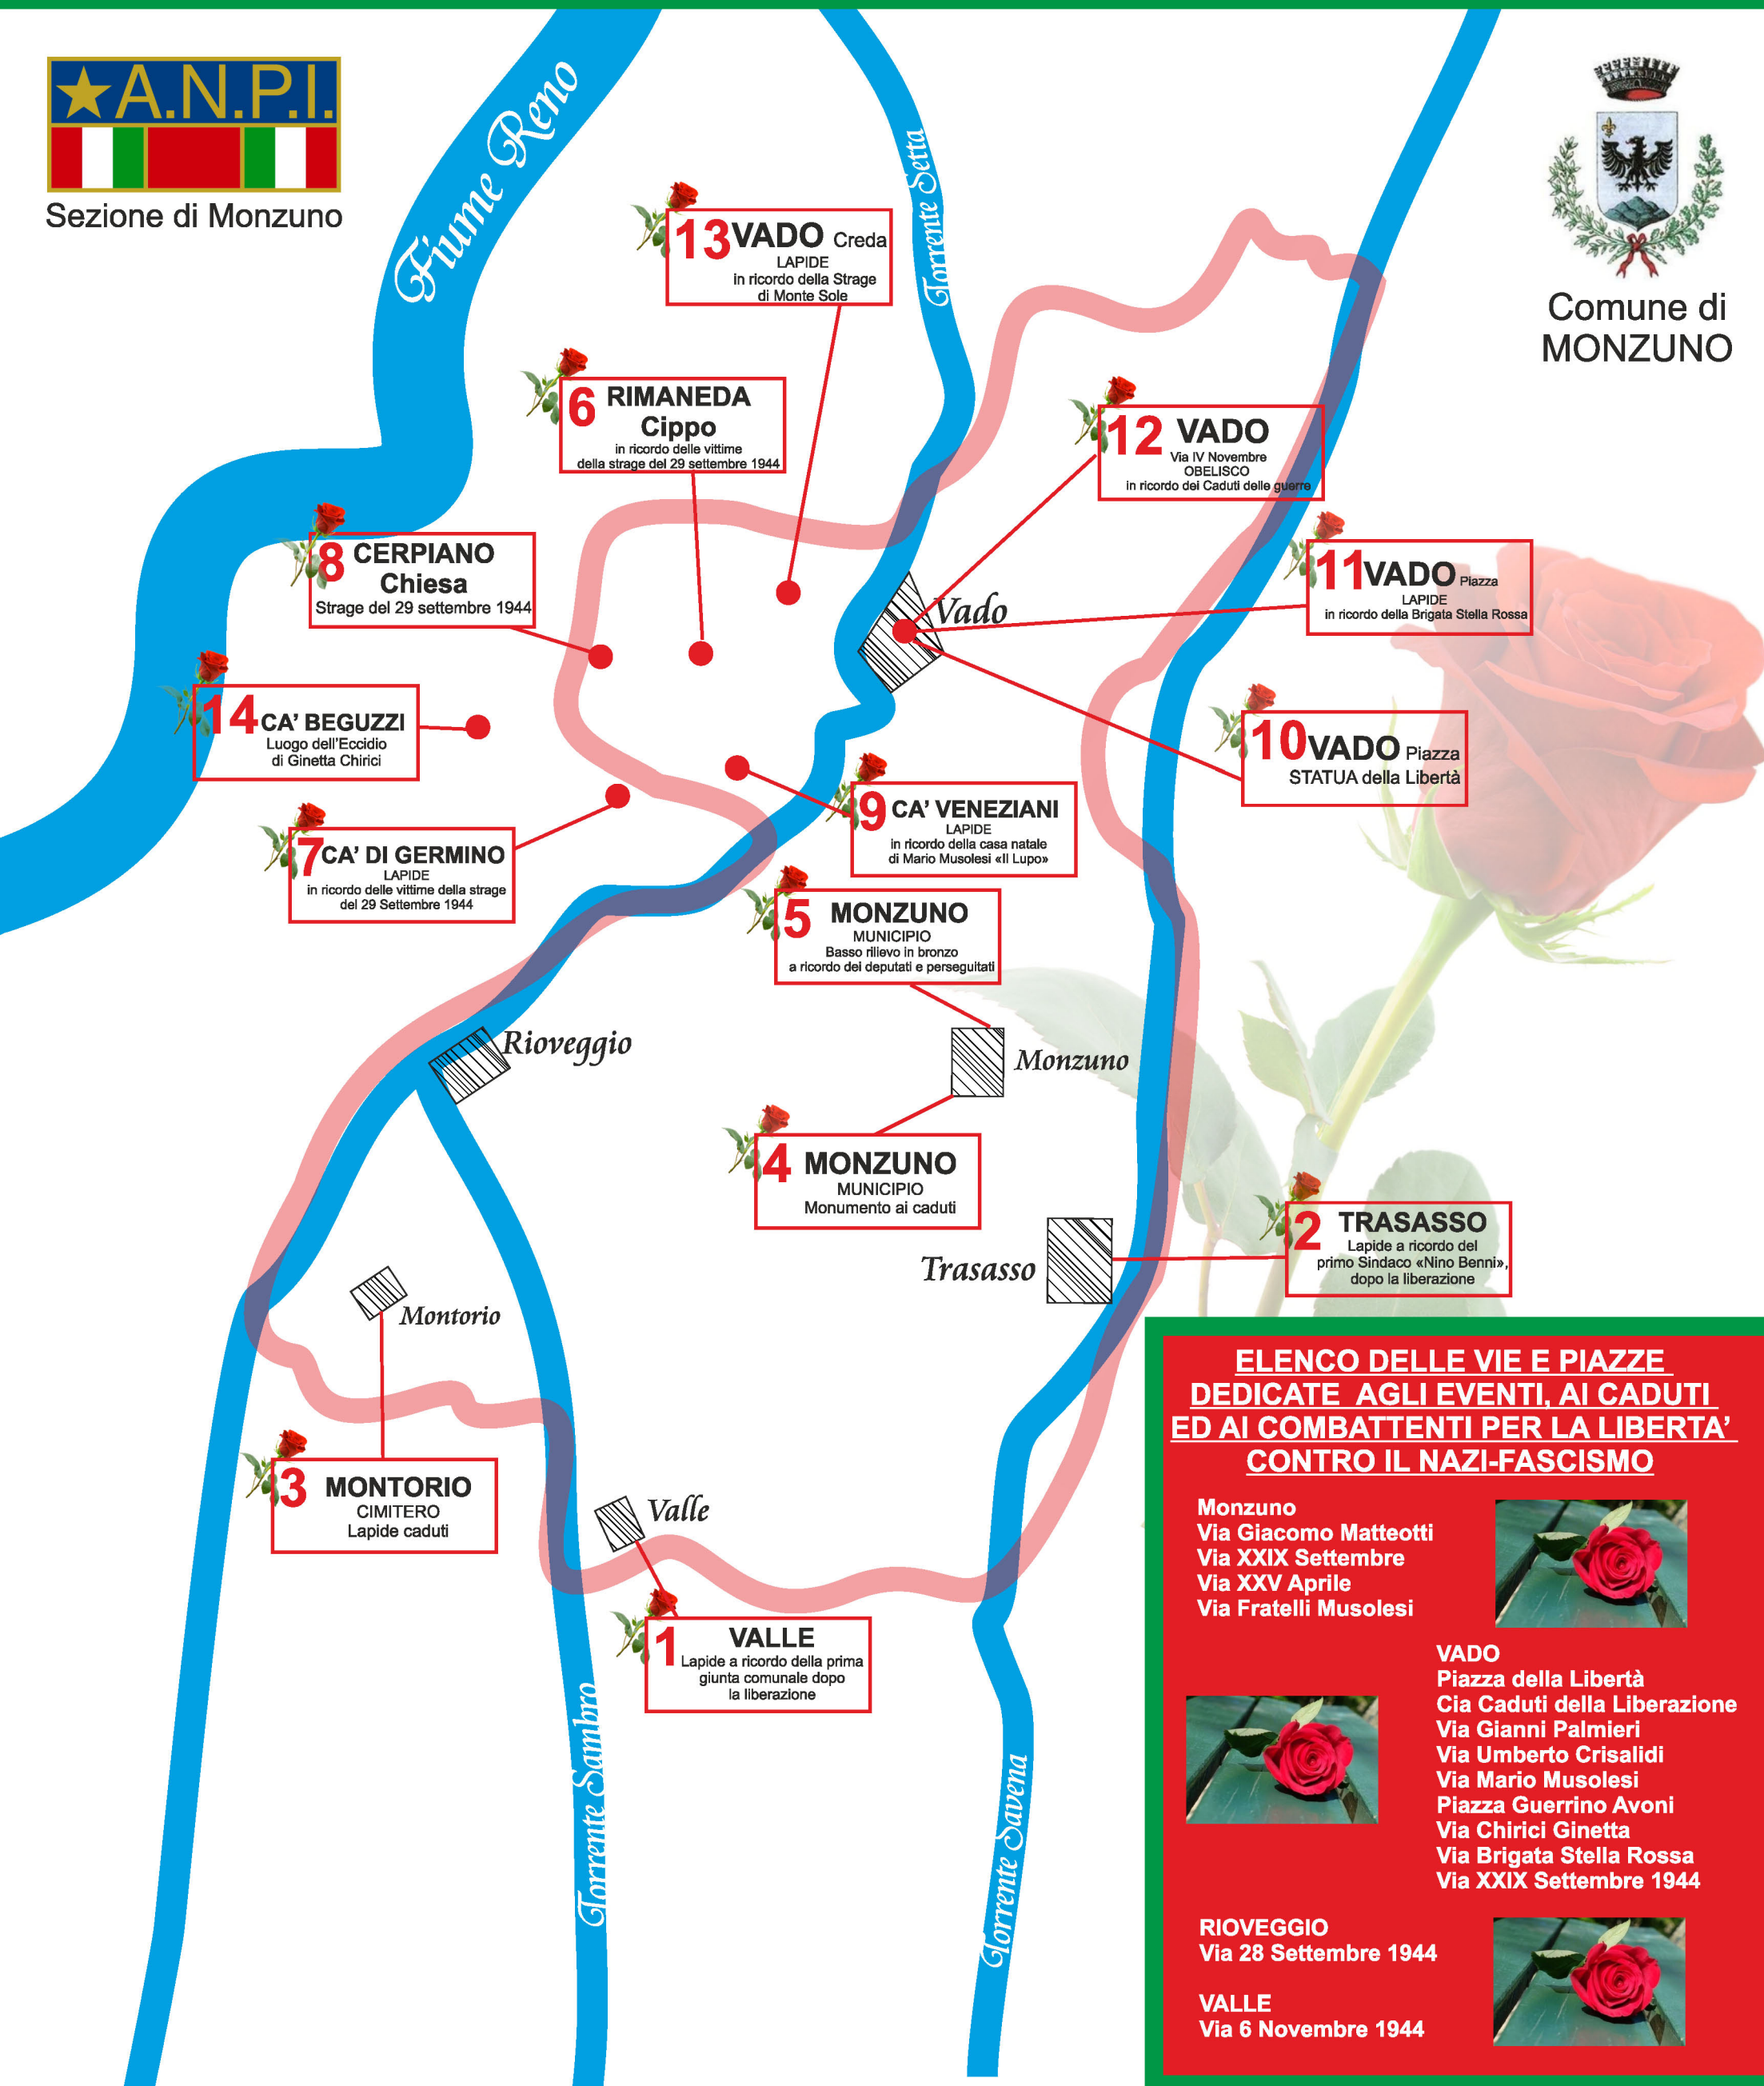 A.N.P.I.
Sezione di Monzuno
Fiume Reno
Torrente Setta
Comune di
MONZUNO
13 VADO Creda
LAPIDE
in ricordo della Strage
di Monte Sole
6 RIMANEDA
Cippo
in ricordo delle vittime
della strage del 29 settembre 1944
12 VADO
Via IV Novembre
OBELISCO
in ricordo dei Caduti delle guerre
8 CERPIANO
Chiesa
Strage del 29 settembre 1944
11 VADO Piazza
LAPIDE
in ricordo della Brigata Stella Rossa
Vado
14 CA' BEGUZZI
Luogo dell'Eccidio
di Ginetta Chirici
10 VADO Piazza
STATUA della Libertà
9 CA' VENEZIANI
LAPIDE
in ricordo della casa natale
di Mario Musolesi «Il Lupo»
7 CA' DI GERMINO
LAPIDE
in ricordo delle vittime della strage
del 29 Settembre 1944
5 MONZUNO
MUNICIPIO
Basso rilievo in bronzo
a ricordo dei deputati e perseguitati
Rioveggio
Monzuno
4 MONZUNO
MUNICIPIO
Monumento ai caduti
2 TRASASSO
Lapide a ricordo del
primo Sindaco «Nino Benni»,
dopo la liberazione
Trasasso
Montorio
3 MONTORIO
CIMITERO
Lapide caduti
Valle
1 VALLE
Lapide a ricordo della prima
giunta comunale dopo
la liberazione
Torrente Sambro
Torrente Savena
ELENCO DELLE VIE E PIAZZE
DEDICATE AGLI EVENTI, AI CADUTI
ED AI COMBATTENTI PER LA LIBERTA'
CONTRO IL NAZI-FASCISMO
Monzuno
Via Giacomo Matteotti
Via XXIX Settembre
Via XXV Aprile
Via Fratelli Musolesi
VADO
Piazza della Libertà
Cia Caduti della Liberazione
Via Gianni Palmieri
Via Umberto Crisalidi
Via Mario Musolesi
Piazza Guerrino Avoni
Via Chirici Ginetta
Via Brigata Stella Rossa
Via XXIX Settembre 1944
RIOVEGGIO
Via 28 Settembre 1944
VALLE
Via 6 Novembre 1944